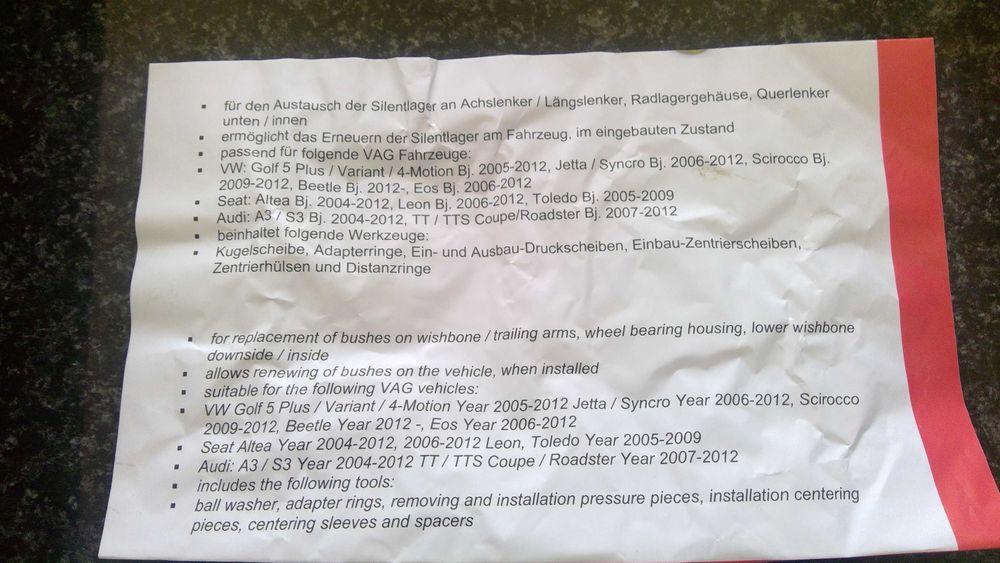 ▪ für den Austausch der Silentlager an Achslenker / Längslenker, Radlagergehäuse, Querlenker
unten / innen
▪ ermöglicht das Erneuern der Silentlager am Fahrzeug, im eingebauten Zustand
▪ passend für folgende VAG Fahrzeuge:
▪ VW: Golf 5 Plus / Variant / 4-Motion Bj. 2005-2012, Jetta / Syncro Bj. 2006-2012, Scirocco Bj.
2009-2012, Beetle Bj. 2012-, Eos Bj. 2006-2012
▪ Seat: Altea Bj. 2004-2012, Leon Bj. 2006-2012, Toledo Bj. 2005-2009
▪ Audi: A3 / S3 Bj. 2004-2012, TT / TTS Coupe/Roadster Bj. 2007-2012
▪ beinhaltet folgende Werkzeuge:
▪ Kugelscheibe, Adapterringe, Ein- und Ausbau-Druckscheiben, Einbau-Zentrierscheiben,
Zentrierhülsen und Distanzringe
▪ for replacement of bushes on wishbone / trailing arms, wheel bearing housing, lower wishbone
downside / inside
▪ allows renewing of bushes on the vehicle, when installed
▪ suitable for the following VAG vehicles:
▪ VW Golf 5 Plus / Variant / 4-Motion Year 2005-2012 Jetta / Syncro Year 2006-2012, Scirocco
2009-2012, Beetle Year 2012 -, Eos Year 2006-2012
▪ Seat Altea Year 2004-2012, 2006-2012 Leon, Toledo Year 2005-2009
▪ Audi: A3 / S3 Year 2004-2012 TT / TTS Coupe / Roadster Year 2007-2012
▪ includes the following tools:
▪ ball washer, adapter rings, removing and installation pressure pieces, installation centering
pieces, centering sleeves and spacers